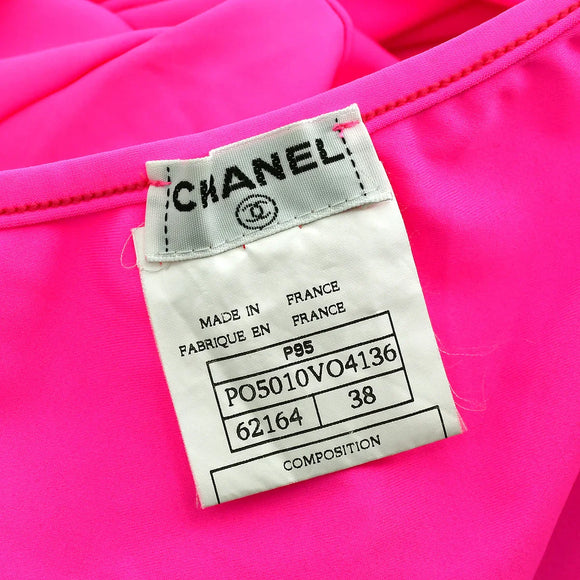 CHANEL
MADE IN FRANCE
FABRIQUE EN FRANCE
P95
PO5010VO4136
62164 38
COMPOSITION